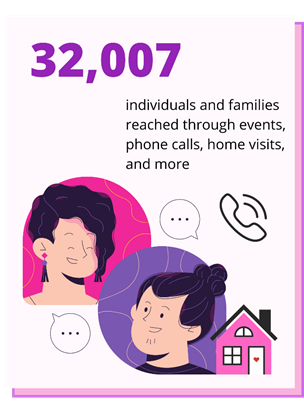 32,007
individuals and families
reached through events,
phone calls, home visits,
and more